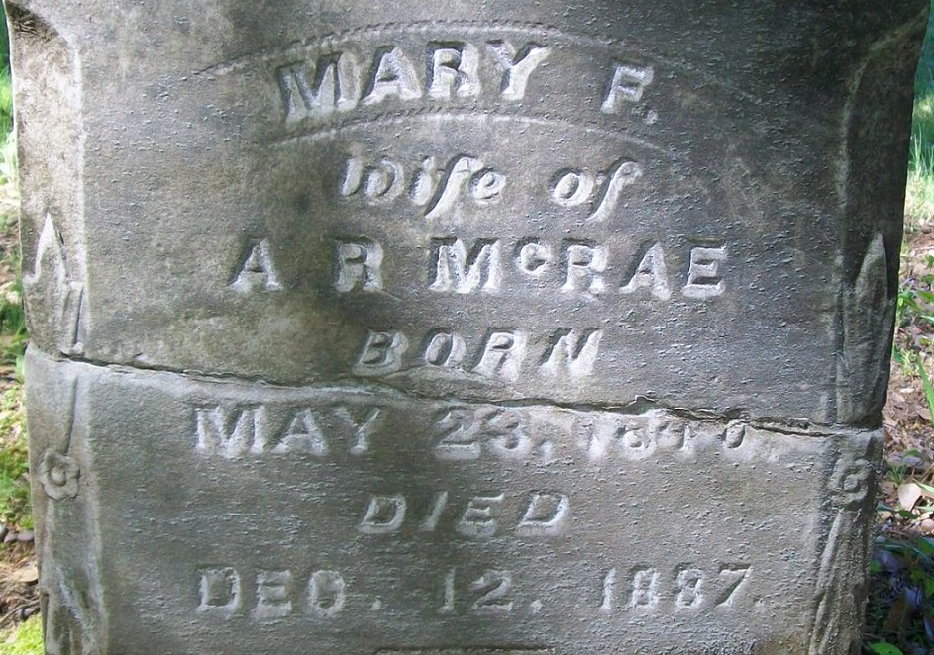 MARY F.
Wife of
A R McRAE
BORN
MAY 23,
DIED
DEC. 12. 1887.